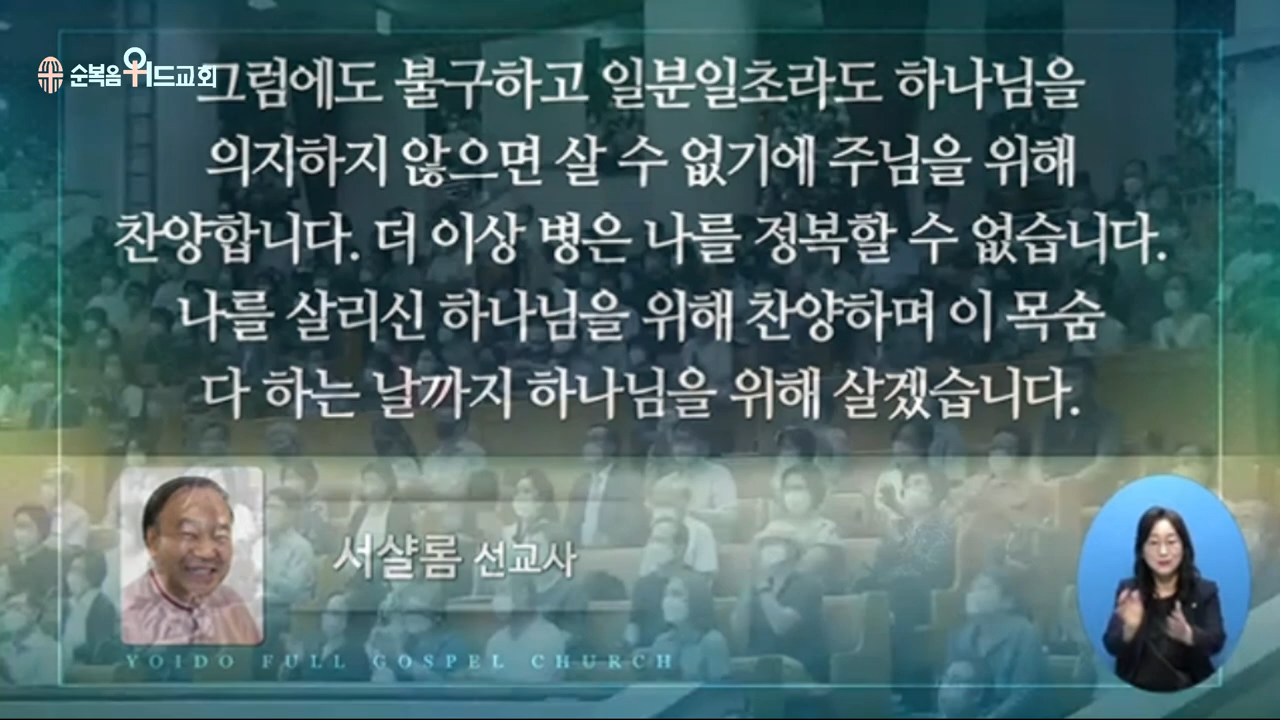 순복음위드교회
그럼에도 불구하고 일분일초라도 하나님을
의지하지 않으면 살 수 없기에 주님을 위해
찬양합니다. 더 이상 병은 나를 정복할 수 없습니다.
나를 살리신 하나님을 위해 찬양하며 이 목숨
다 하는 날까지 하나님을 위해 살겠습니다.
서샬롬 선교사
YOIDO FULL GOSPEL CHURCH